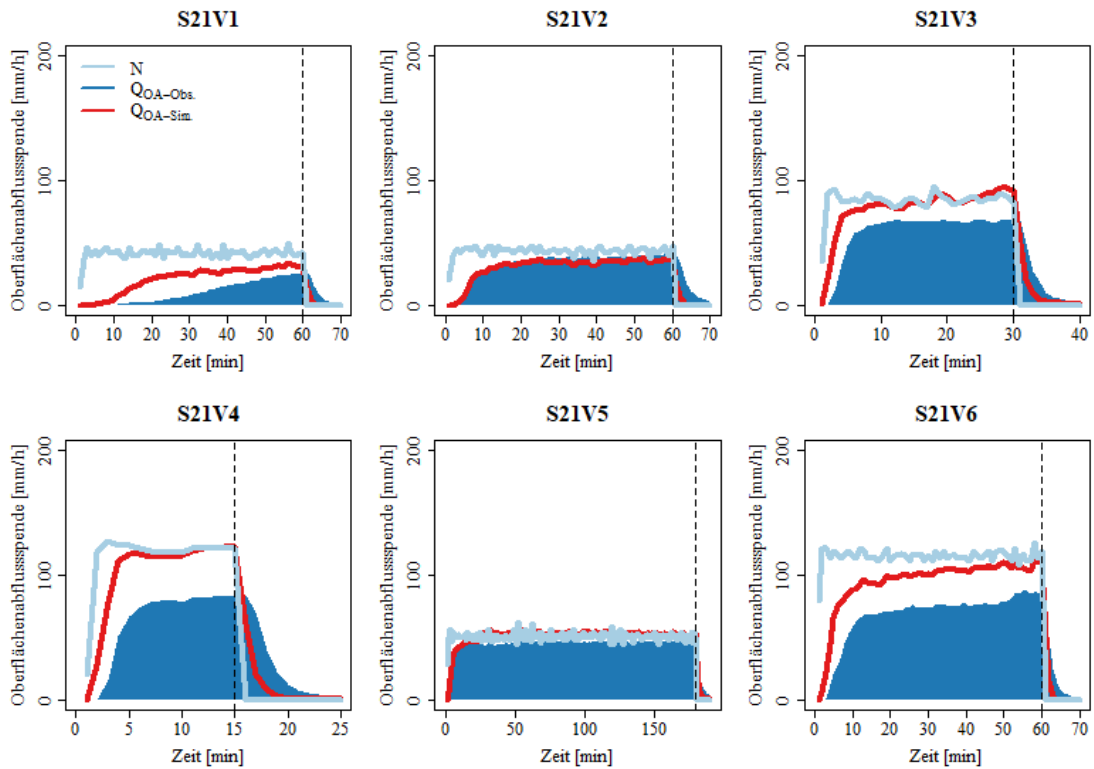 S21V1
Oberflächenabflussspende [mm/h]
200
100
0
N
QOA–Obs.
QOA–Sim.
0 10 20 30 40 50 60 70
Zeit [min]
S21V2
Oberflächenabflussspende [mm/h]
200
100
0
0 10 20 30 40 50 60 70
Zeit [min]
S21V3
Oberflächenabflussspende [mm/h]
200
100
0
0 10 20 30 40
Zeit [min]
S21V4
Oberflächenabflussspende [mm/h]
200
100
0
0 5 10 15 20 25
Zeit [min]
S21V5
Oberflächenabflussspende [mm/h]
200
100
0
0 50 100 150
Zeit [min]
S21V6
Oberflächenabflussspende [mm/h]
200
100
0
0 10 20 30 40 50 60 70
Zeit [min]